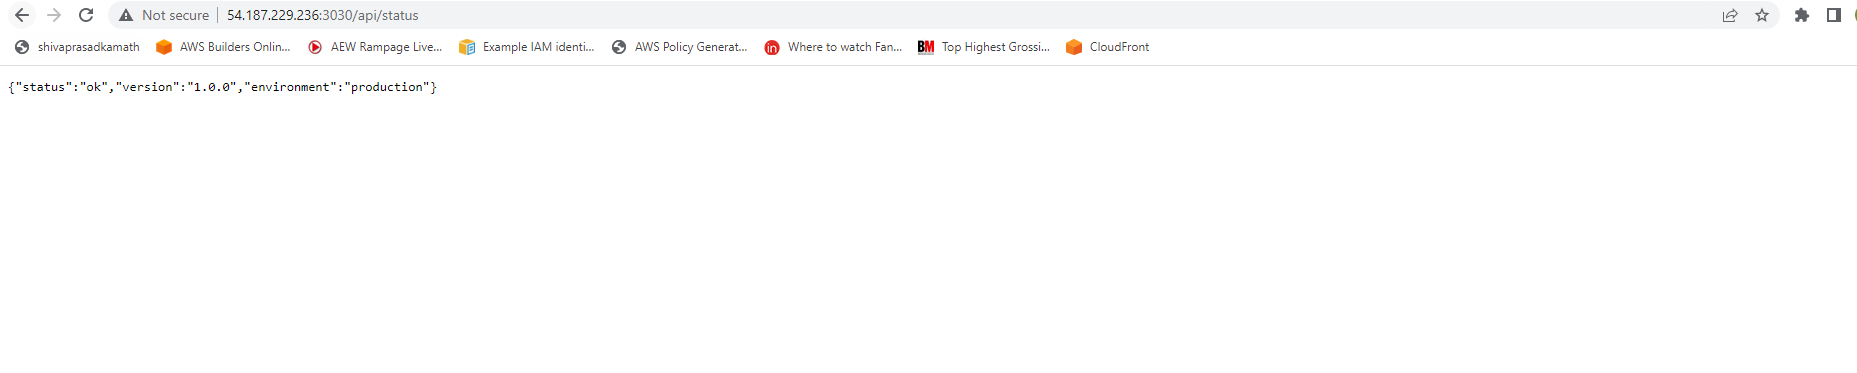 Not secure 54.187.229.236:3030/api/status
shivaprasadkamath AWS Builders Onlin... AEW Rampage Live... Example IAM identi... AWS Policy Generat... in Where to watch Fan... BM Top Highest Grossi... CloudFront
{"status":"ok","version":"1.0.0","environment":"production"}